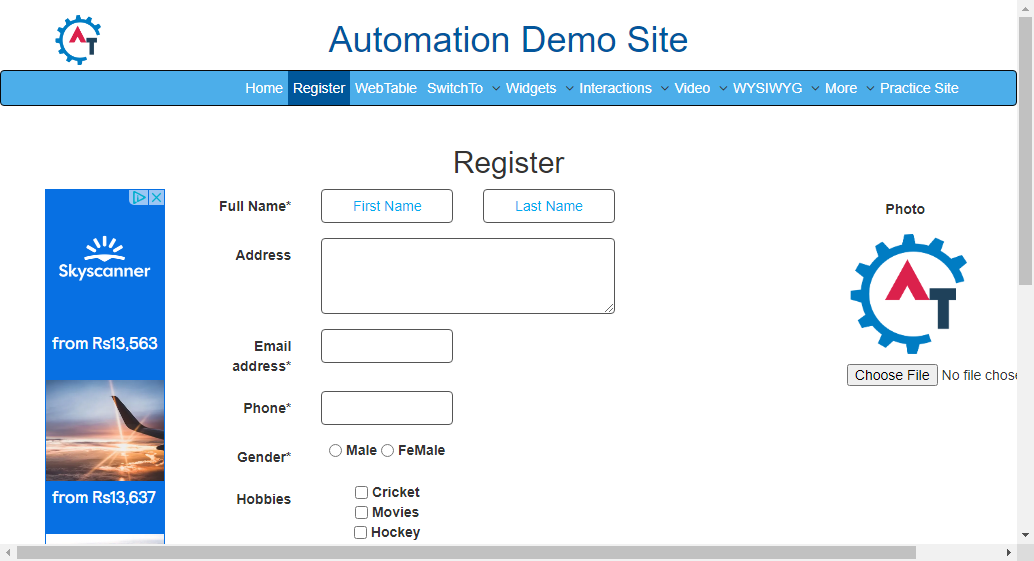 Automation Demo Site
Home Register WebTable SwitchTo Widgets Interactions Video WYSIWYG More Practice Site
Register
Full Name* First Name Last Name
Photo
Address
Skyscanner
from Rs13,563
Email address*
Choose File No file chose
Phone*
Gender* Male FeMale
Hobbies Cricket
from Rs13,637
Movies
Hockey
AT